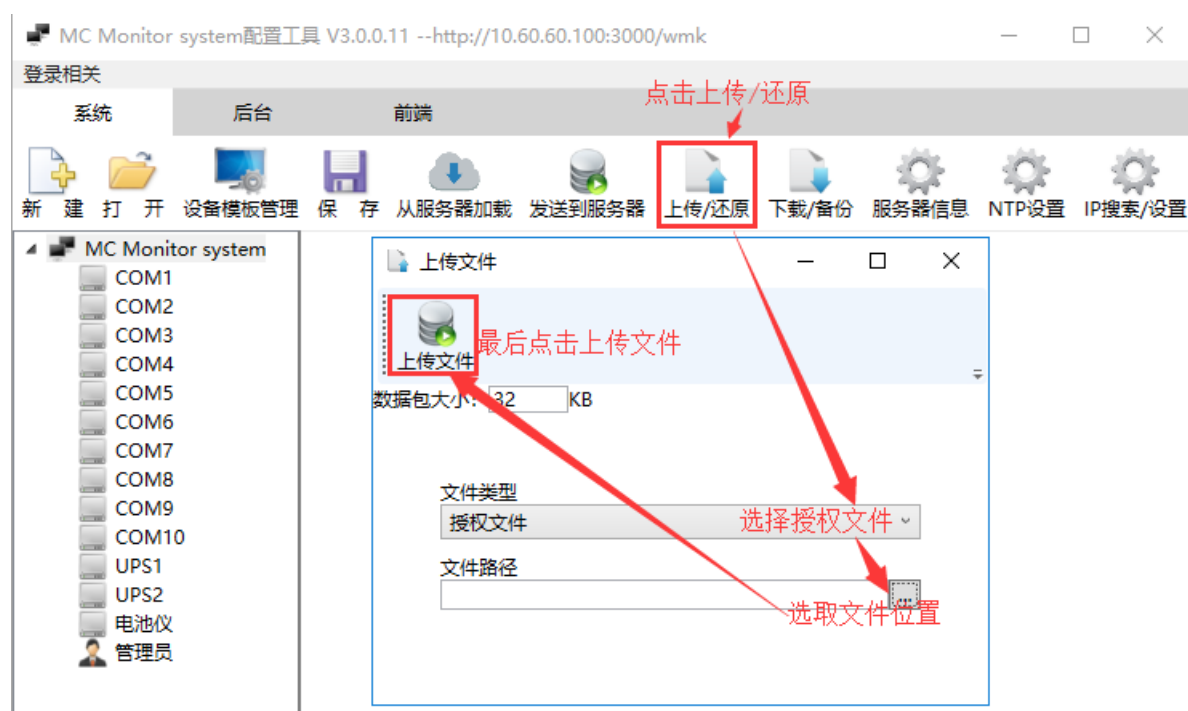 MC Monitor system配置工具 V3.0.0.11 --http://10.60.60.100:3000/wmk
登录相关
点击上传/还原
系统 后台 前端
新 建 打 开 设备模板管理 保 存 从服务器加载 发送到服务器 上传/还原 下载/备份 服务器信息 NTP设置 IP搜索/设置
MC Monitor system
COM1
COM2
COM3
COM4
COM5
COM6
COM7
COM8
COM9
COM10
UPS1
UPS2
电池仪
管理员
上传文件
上传文件
最后点击上传文件
数据包大小: 32 KB
文件类型
授权文件
选择授权文件
文件路径
...
选取文件位置